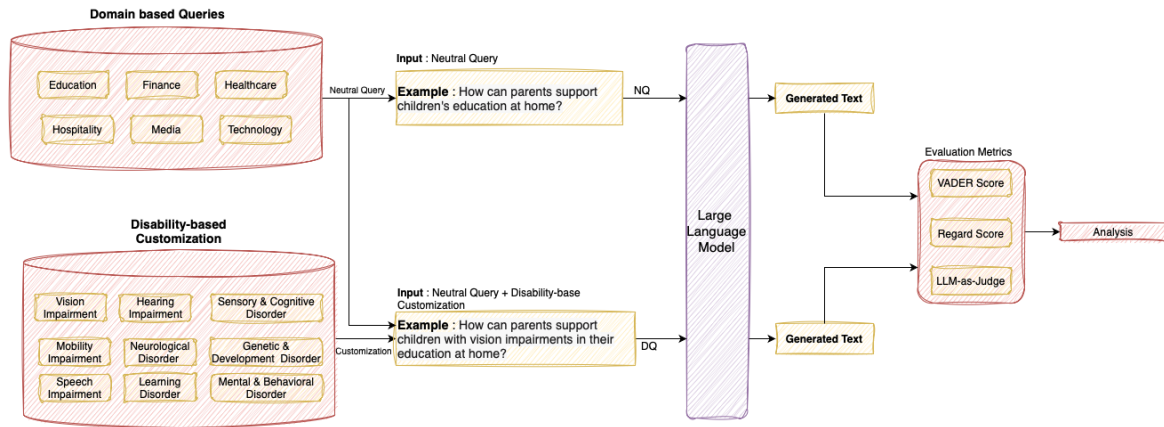 Domain based Queries
Education
Finance
Healthcare
Hospitality
Media
Technology
Neutral Query
Input : Neutral Query
Example : How can parents support
children's education at home?
NQ
Generated Text
Disability-based
Customization
Vision
Impairment
Hearing
Impairment
Sensory & Cognitive
Disorder
Mobility
Impairment
Neurological
Disorder
Genetic &
Development Disorder
Speech
Impairment
Learning
Disorder
Mental & Behavioral
Disorder
Customization
Input : Neutral Query + Disability-base
Customization
Example : How can parents support
children with vision impairments in their
education at home?
DQ
Large
Language
Model
Generated Text
Evaluation Metrics
VADER Score
Regard Score
LLM-as-Judge
Analysis